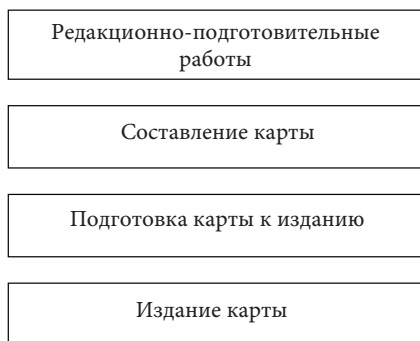 Редакционно-подготовительные
работы
Составление карты
Подготовка карты к изданию
Издание карты